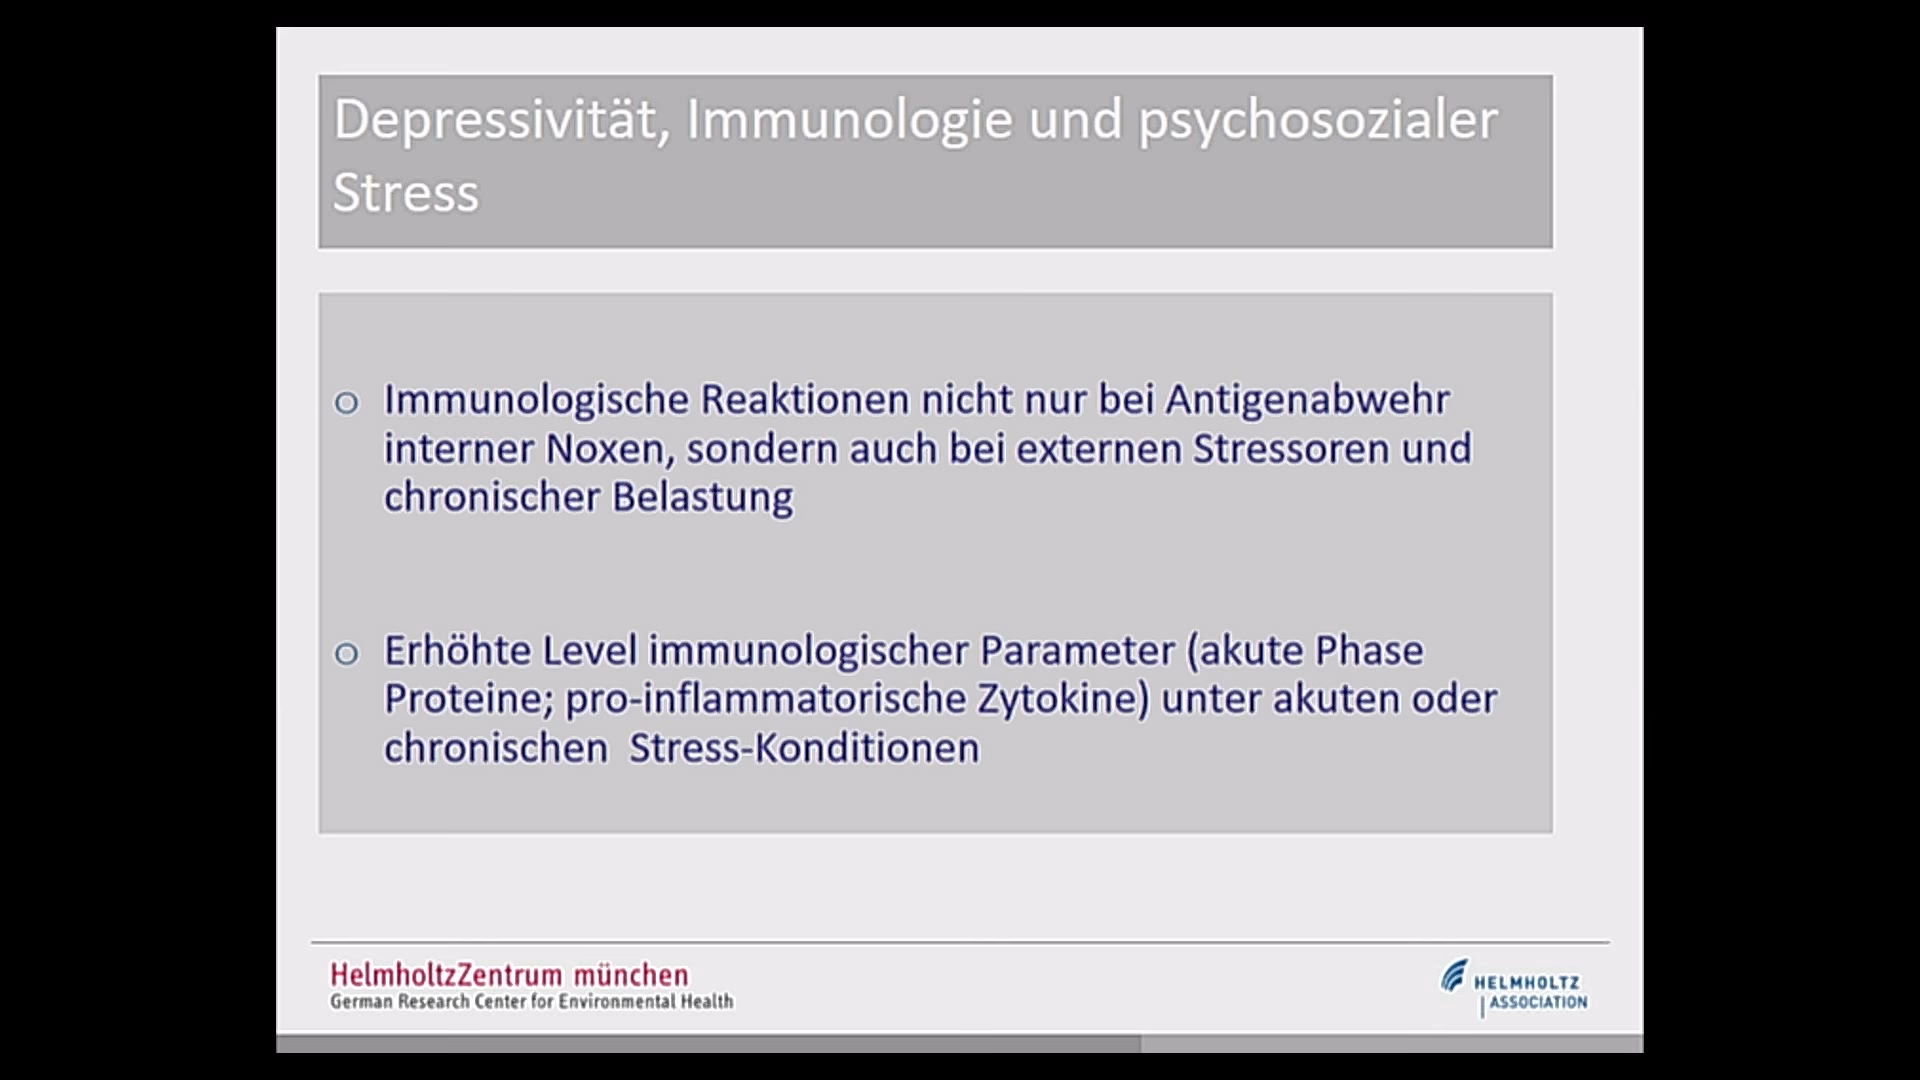 Depressivität, Immunologie und psychosozialer
Stress
o Immunologische Reaktionen nicht nur bei Antigenabwehr
interner Noxen, sondern auch bei externen Stressoren und
chronischer Belastung
o Erhöhte Level immunologischer Parameter (akute Phase
Proteine; pro-inflammatorische Zytokine) unter akuten oder
chronischen  Stress-Konditionen
HelmholtzZentrum münchen
German Research Center for Environmental Health
HELMHOLTZ
ASSOCIATION